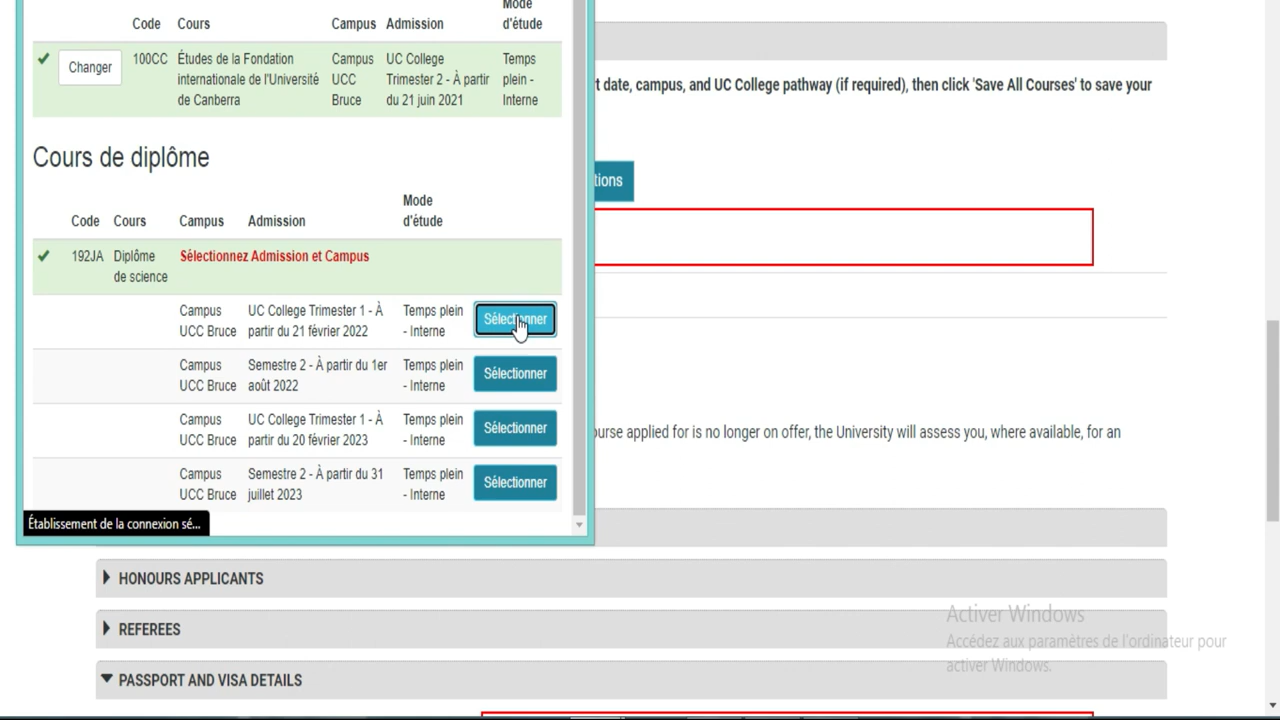 Mode
Code Cours Campus Admission d'étude
Changer 100CC Études de la Fondation Campus UC College Temps
internationale de l'Université UCC Trimester 2 - À partir plein -
de Canberra Bruce du 21 juin 2021 Interne
t date, campus, and UC College pathway (if required), then click 'Save All Courses' to save your
Cours de diplôme
tions
Mode
Code Cours Campus Admission d'étude
192JA Diplôme Sélectionnez Admission et Campus
de science
Campus UC College Trimester 1 - À Temps plein Sélectionner
UCC Bruce partir du 21 février 2022 - Interne
Campus Semestre 2 - À partir du 1er Temps plein Sélectionner
UCC Bruce août 2022 - Interne
Campus UC College Trimester 1 - À Temps plein Sélectionner
UCC Bruce partir du 20 février 2023 - Interne
ourse applied for is no longer on offer, the University will assess you, where available, for an
Campus Semestre 2 - À partir du 31 Temps plein Sélectionner
UCC Bruce juillet 2023 - Interne
Établissement de la connexion sé...
HONOURS APPLICANTS
REFEREES
PASSPORT AND VISA DETAILS
Activer Windows
Accédez aux paramètres de l'ordinateur pour
activer Windows.